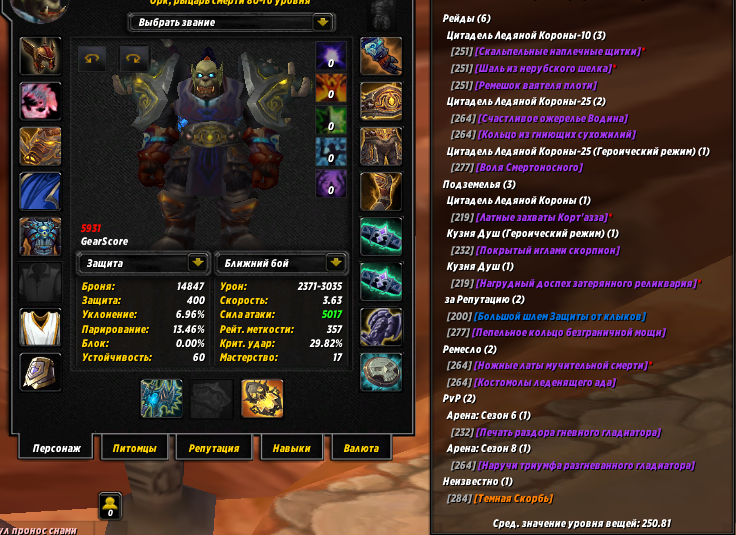 Орк, рыцарь смерти 80-го уровня
Выбрать звание
0
0
0
0
0
5931
GearScore
Защита
Ближний бой
Броня: 14847
Защита: 400
Уклонение: 6.96%
Парирование: 13.46%
Блок: 0.00%
Устойчивость: 60
Урон: 2371-3035
Скорость: 3.63
Сила атаки: 5017
Рейт. меткости: 357
Крит. удар: 29.82%
Мастерство: 17
Персонаж
Питомцы
Репутация
Навыки
Валюта
0
ул пронос снами
Рейды (6)
Цитадель Ледяной Короны-10 (3)
[251] [Скальпельные наплечные щитки]*
[251] [Шаль из нерубского шелка]*
[251] [Ремешок ваятеля плоти]
Цитадель Ледяной Короны-25 (2)
[264] [Счастливое ожерелье Водина]
[264] [Кольцо из гниющих сухожилий]
Цитадель Ледяной Короны-25 (Героический режим) (1)
[277] [Воля Смертоносного]
Подземелья (3)
Цитадель Ледяной Короны (1)
[219] [Латные захваты Корт'азза]*
Кузня Душ (Героический режим) (1)
[232] [Покрытый иглами скорпион]
Кузня Душ (1)
[219] [Нагрудный доспех затерянного реликвария]*
за Репутацию (2)
[200] [Большой шлем Защиты от клыков]
[277] [Пепельное кольцо безграничной мощи]
Ремесло (2)
[264] [Ножные латы мучительной смерти]*
[264] [Костомолы леденящего ада]
PvP (2)
Арена: Сезон 6 (1)
[232] [Печать раздора гневного гладиатора]
Арена: Сезон 8 (1)
[264] [Наручи триумфа разгневанного гладиатора]
Неизвестно (1)
[284] [Темная Скорбь]
Сред. значение уровня вещей: 250.81